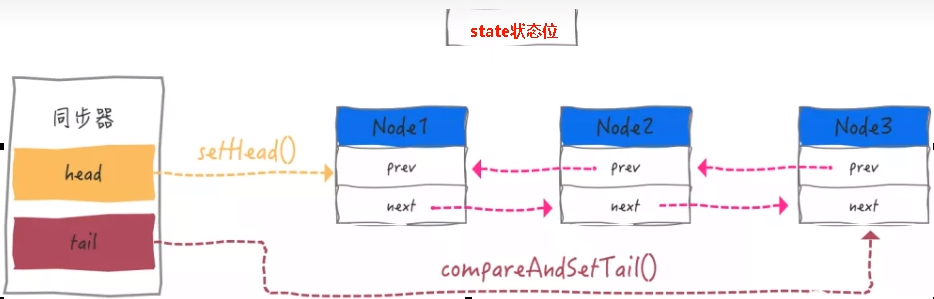 state状态位
同步器
head
tail
setHead()
Node1
prev
next
Node2
prev
next
Node3
prev
next
compareAndSetTail()